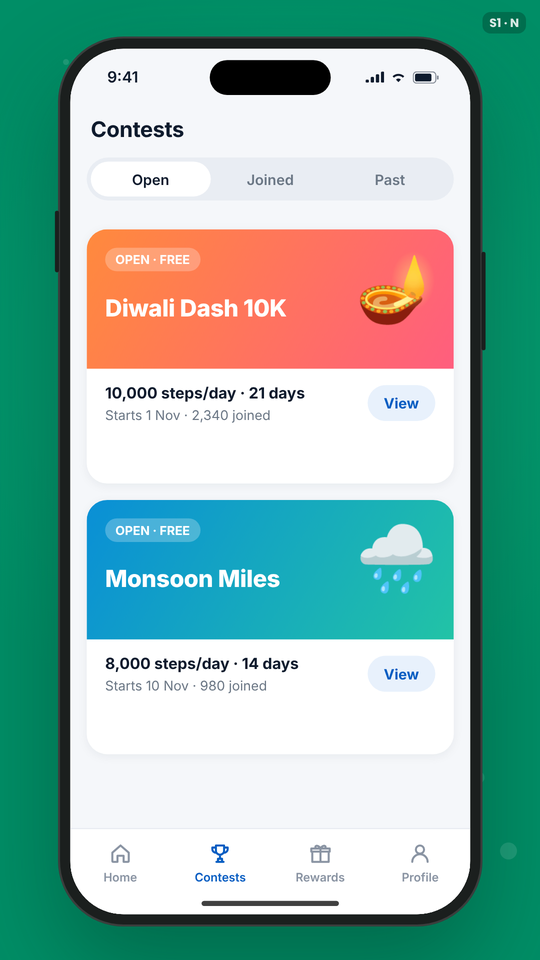 S1 · N
9:41
Contests
Open Joined Past
OPEN · FREE
Diwali Dash 10K
10,000 steps/day · 21 days
Starts 1 Nov · 2,340 joined
View
OPEN · FREE
Monsoon Miles
8,000 steps/day · 14 days
Starts 10 Nov · 980 joined
View
Home Contests Rewards Profile